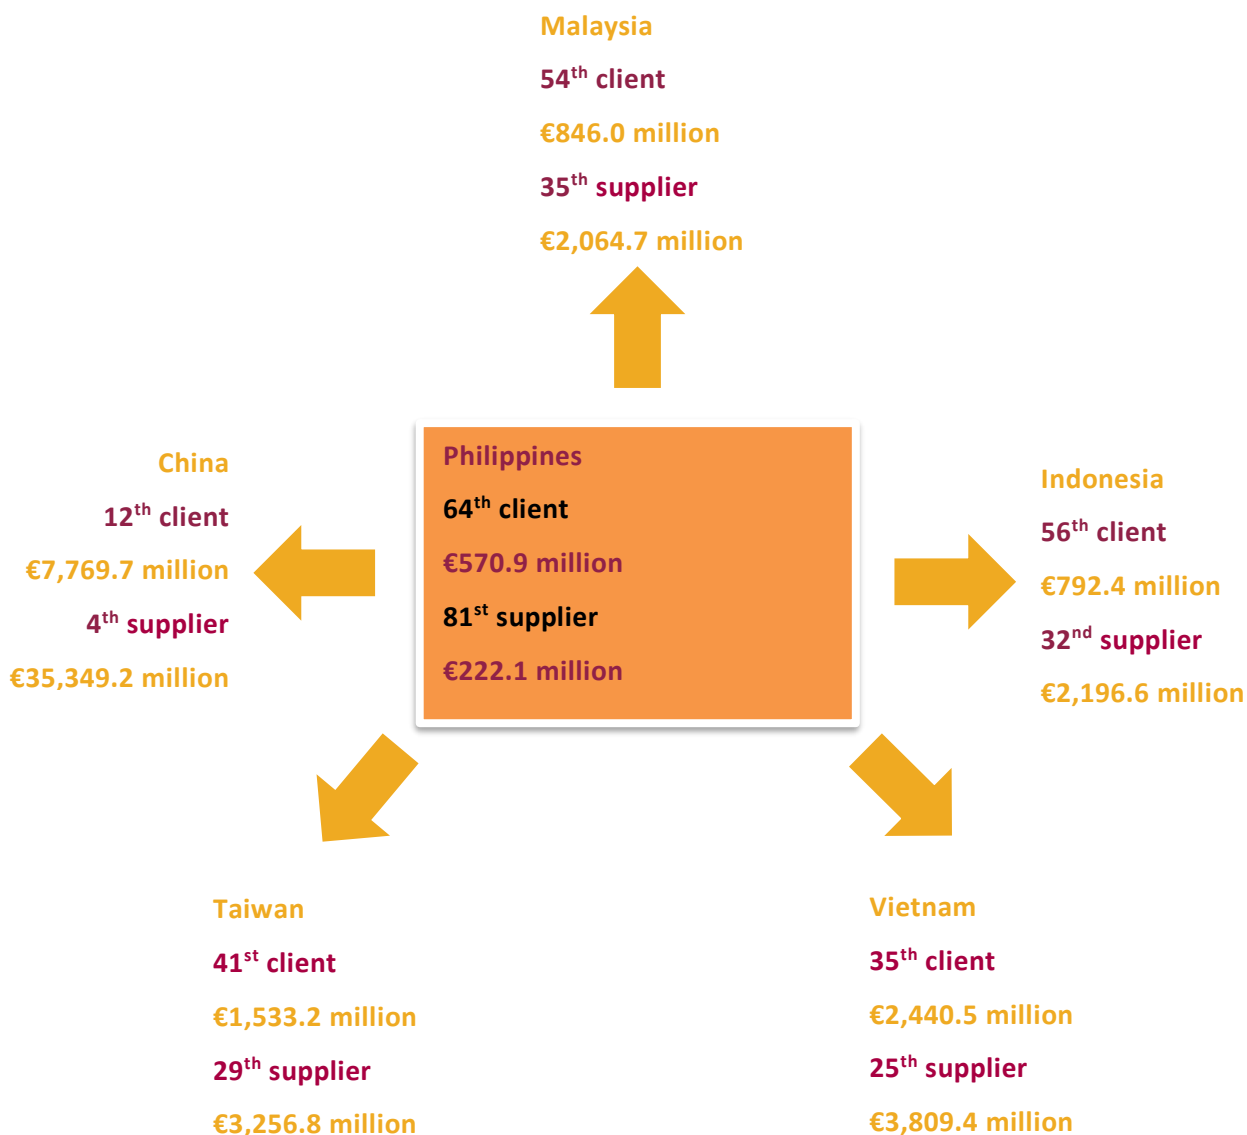 Malaysia
54th client
€846.0 million
35th supplier
€2,064.7 million
China
12th client
€7,769.7 million
4th supplier
€35,349.2 million
Philippines
64th client
€570.9 million
81st supplier
€222.1 million
Indonesia
56th client
€792.4 million
32nd supplier
€2,196.6 million
Taiwan
41st client
€1,533.2 million
29th supplier
€3,256.8 million
Vietnam
35th client
€2,440.5 million
25th supplier
€3,809.4 million